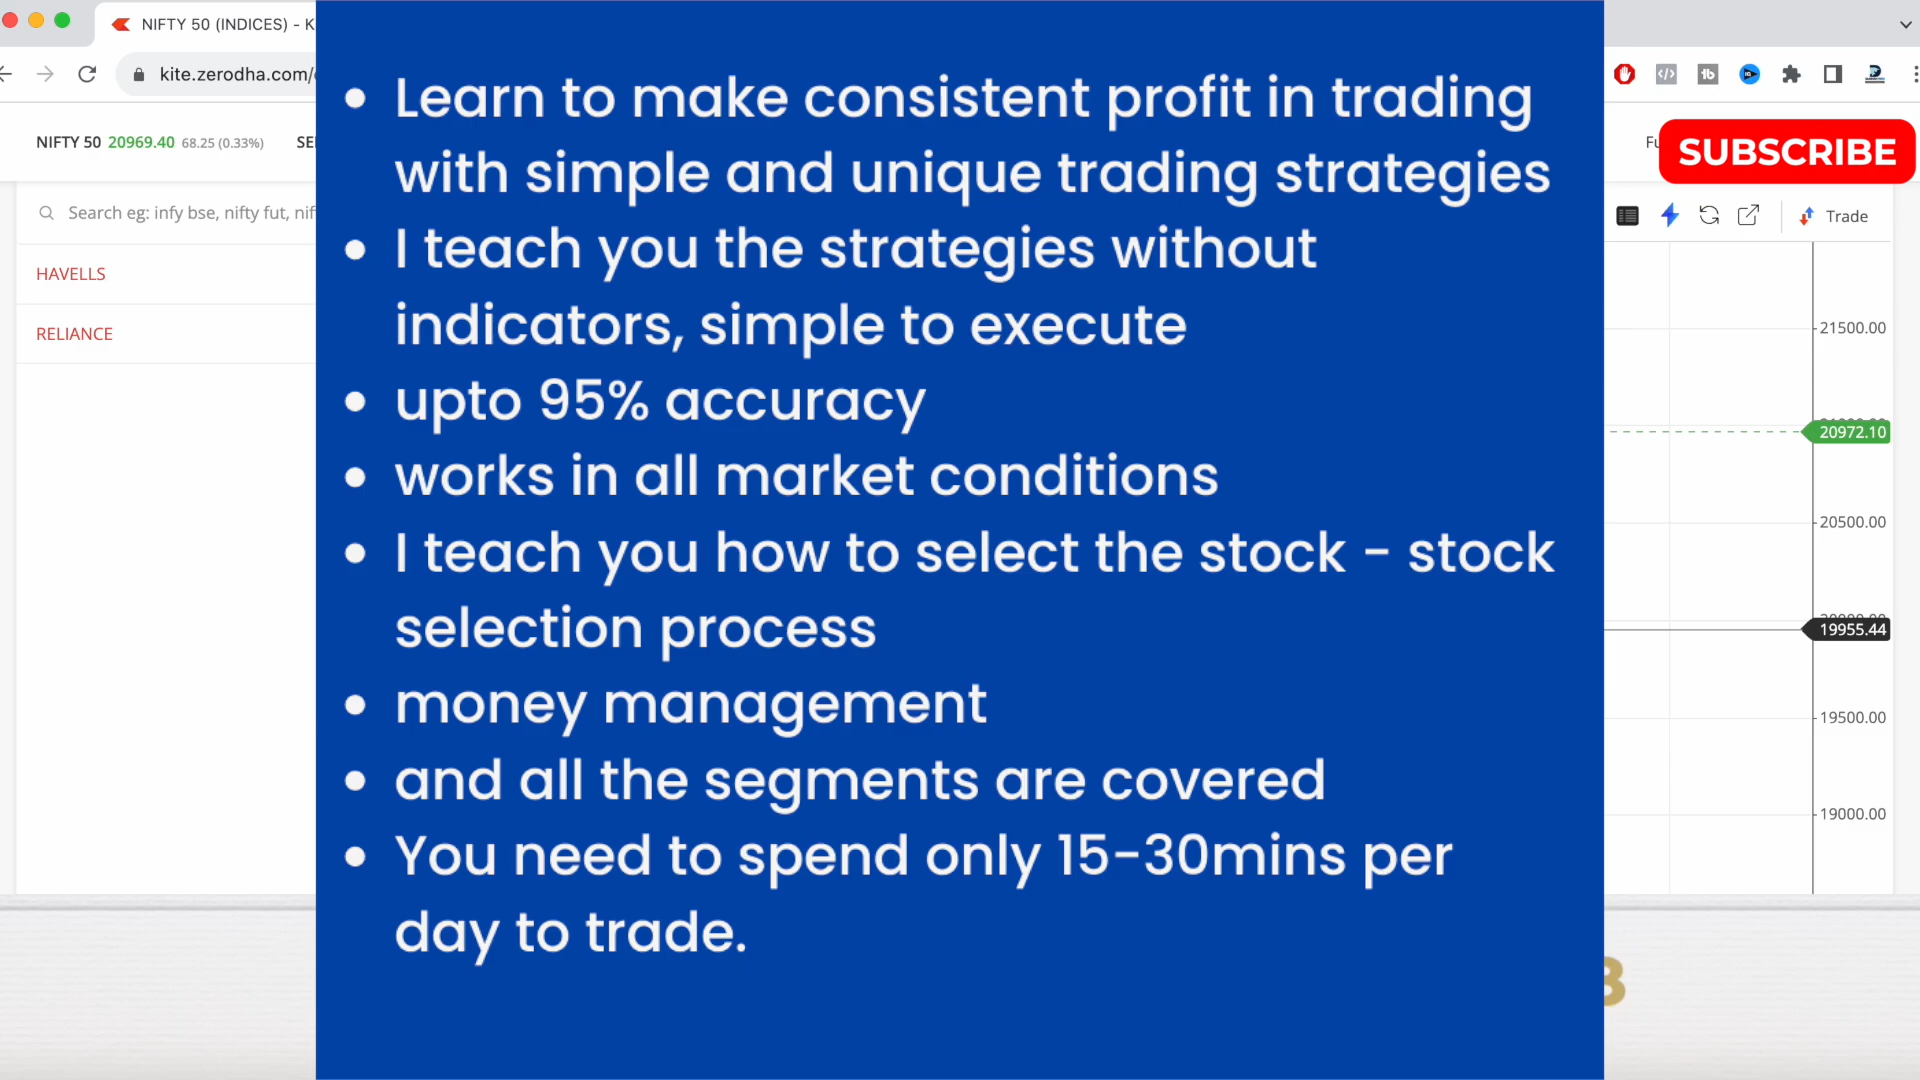 NIFTY 50 (INDICES) - K
kite.zerodha.com/
NIFTY 50 20969.40 68.25 (0.33%)
Search eg: infy bse, nifty fut, nif
HAVELLS
RELIANCE
• Learn to make consistent profit in trading
with simple and unique trading strategies
• I teach you the strategies without
indicators, simple to execute
• upto 95% accuracy
• works in all market conditions
• I teach you how to select the stock - stock
selection process
• money management
• and all the segments are covered
• You need to spend only 15-30mins per
day to trade.
SUBSCRIBE
Trade
21500.00
20972.10
20500.00
19955.44
19500.00
19000.00